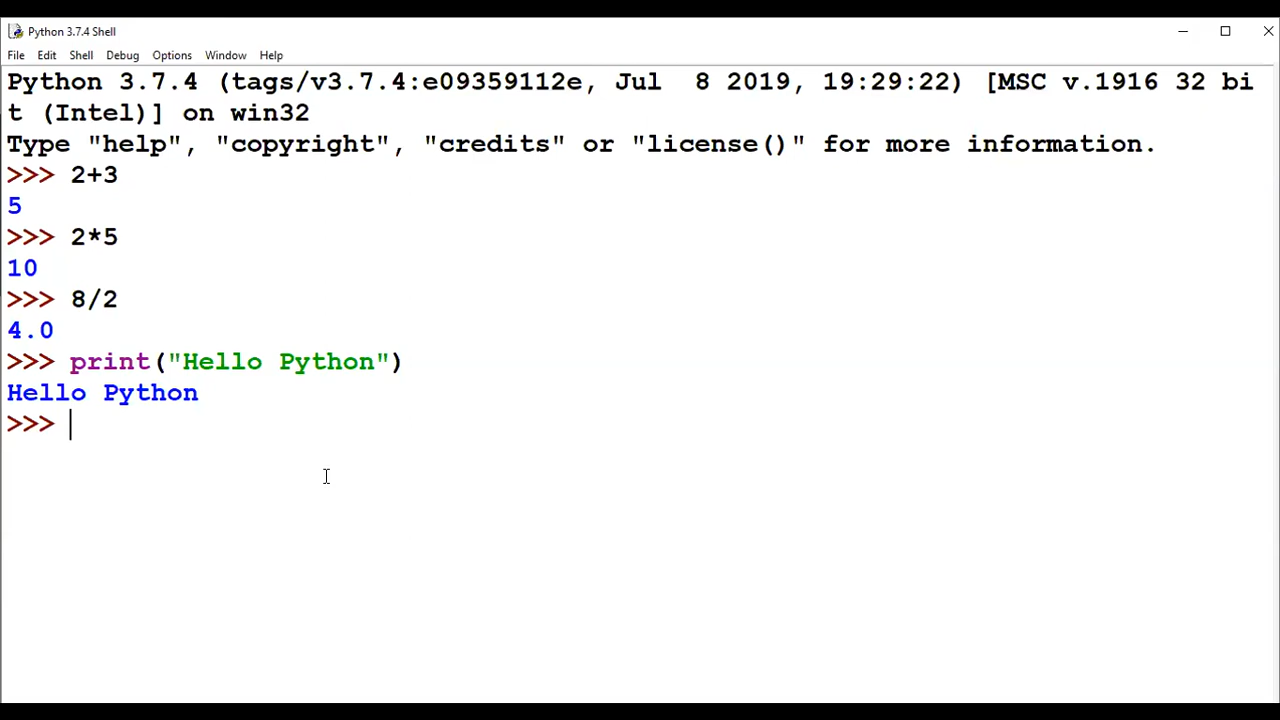 Python 3.7.4 Shell
File Edit Shell Debug Options Window Help
Python 3.7.4 (tags/v3.7.4:e09359112e, Jul  8 2019, 19:29:22) [MSC v.1916 32 bi
t (Intel)] on win32
Type "help", "copyright", "credits" or "license()" for more information.
>>> 2+3
5
>>> 2*5
10
>>> 8/2
4.0
>>> print("Hello Python")
Hello Python
>>>